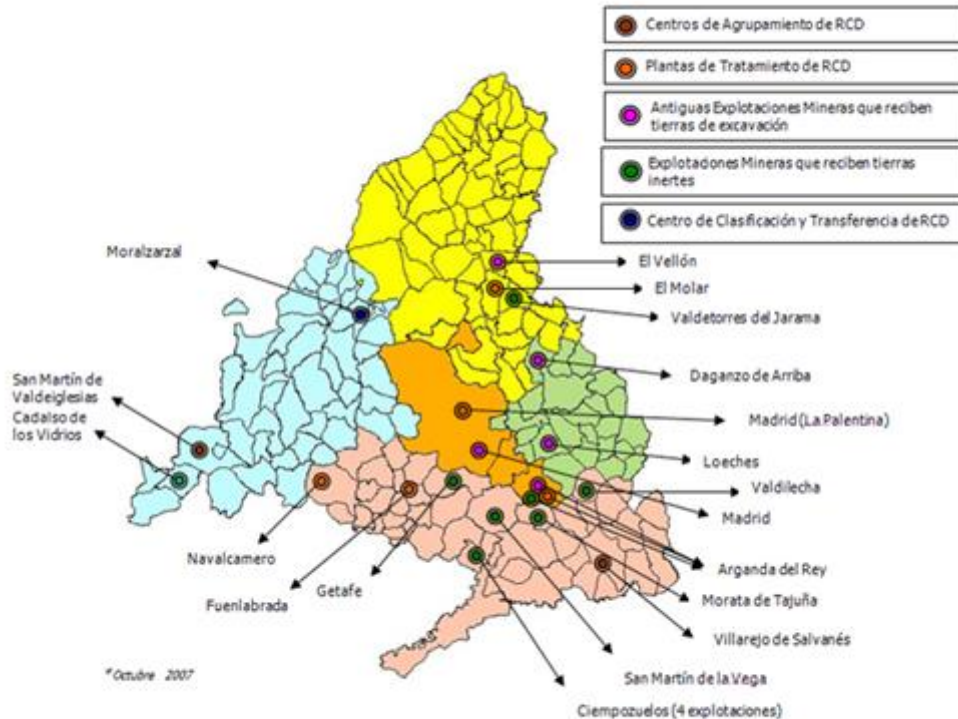 Centros de Agrupamiento de RCD
Plantas de Tratamiento de RCD
Antiguas Explotaciones Mineras que reciben
tierras de excavación
Explotaciones Mineras que reciben tierras
inertes
Centro de Clasificación y Transferencia de RCD
Moralzarzal
El Vellón
El Molar
Valdetorres del Jarama
San Martín de
Valdeiglesias
Cadalso de
los Vidrios
Daganzo de Arriba
Madrid (La Palentina)
Loeches
Valdilecha
Madrid
Navalcarnero
Fuenlabrada
Getafe
Arganda del Rey
Morata de Tajuña
Villarejo de Salvanés
San Martín de la Vega
Ciempozuelos (4 explotaciones)
*Octubre 2007